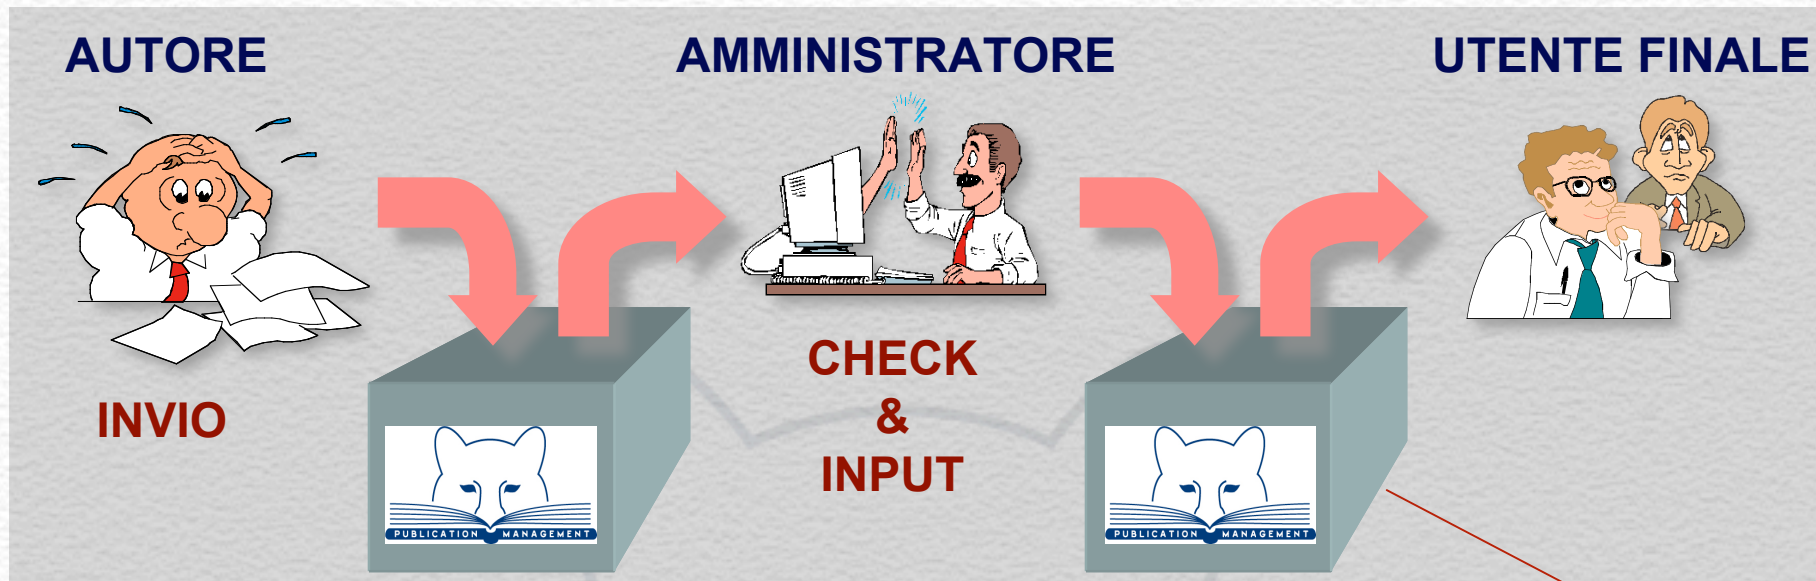 AUTORE
AMMINISTRATORE
UTENTE FINALE
INVIO
CHECK
&
INPUT
PUBLICATION MANAGEMENT
PUBLICATION MANAGEMENT